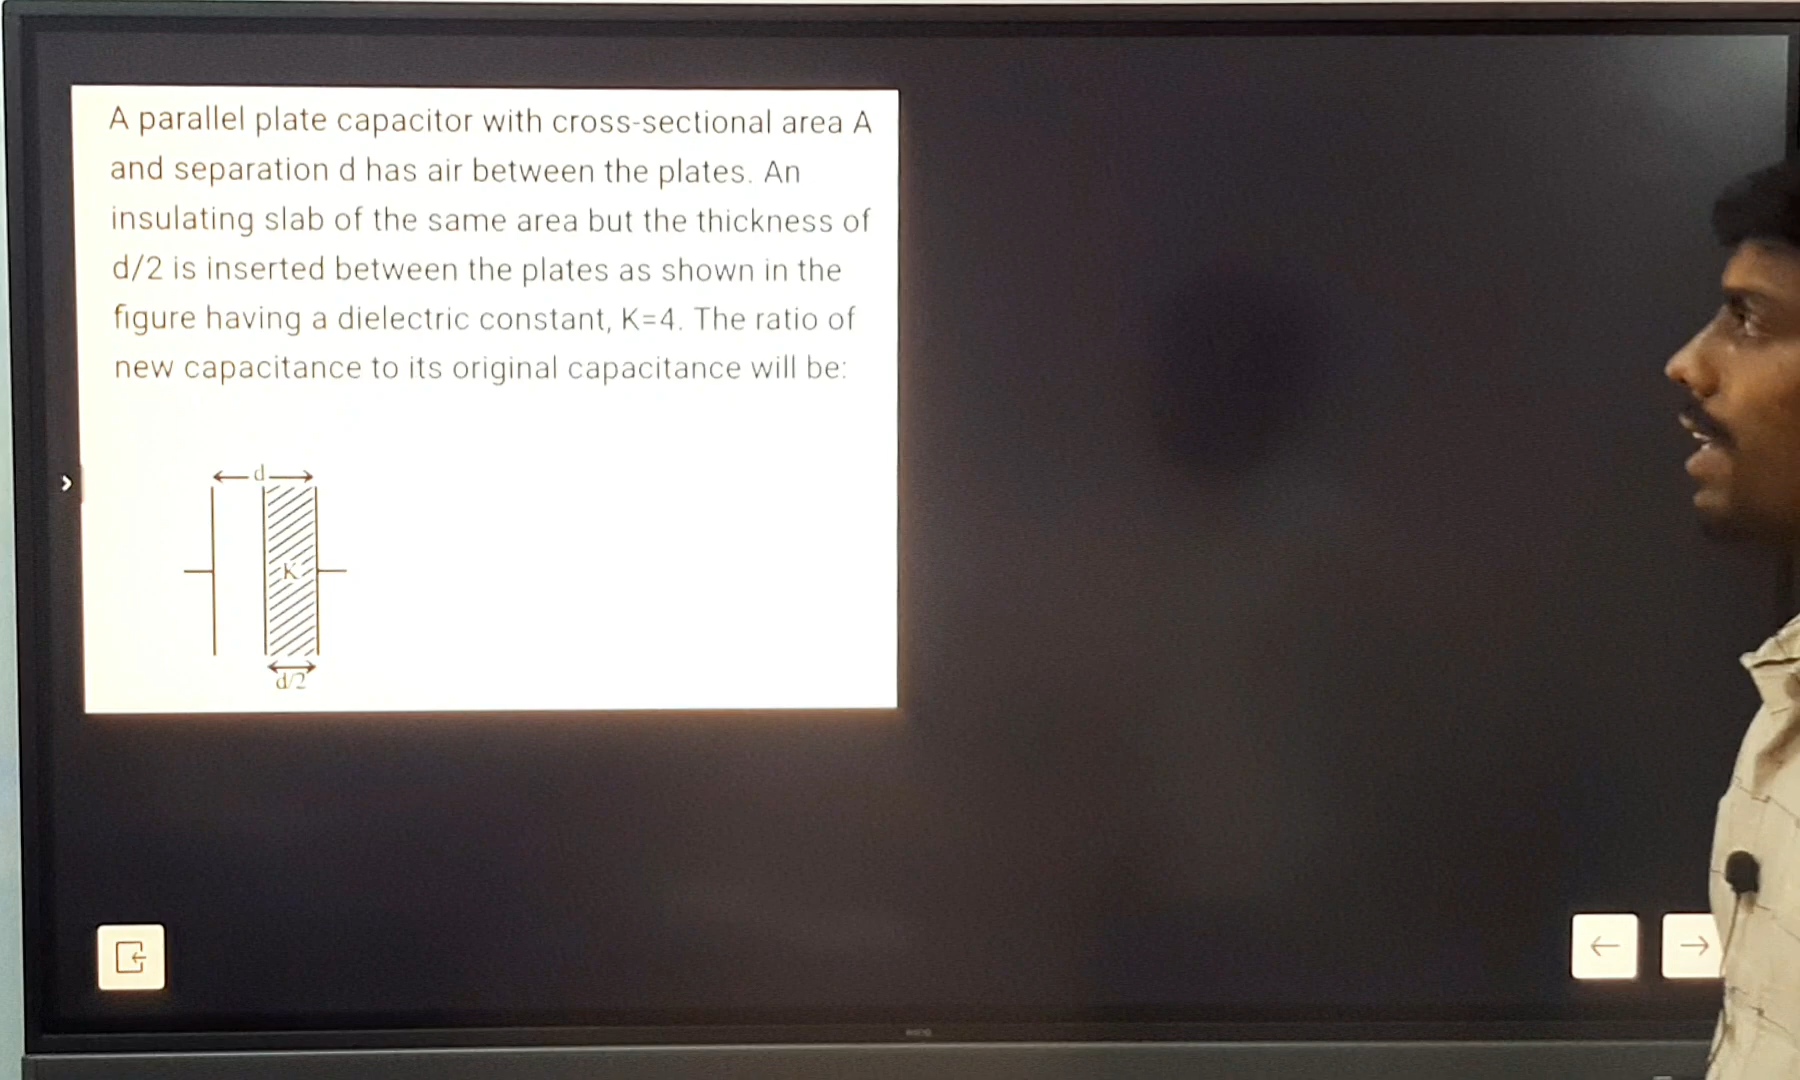 A parallel plate capacitor with cross-sectional area A
and separation d has air between the plates. An
insulating slab of the same area but the thickness of
d/2 is inserted between the plates as shown in the
figure having a dielectric constant, K=4. The ratio of
new capacitance to its original capacitance will be:
d
K
d/2